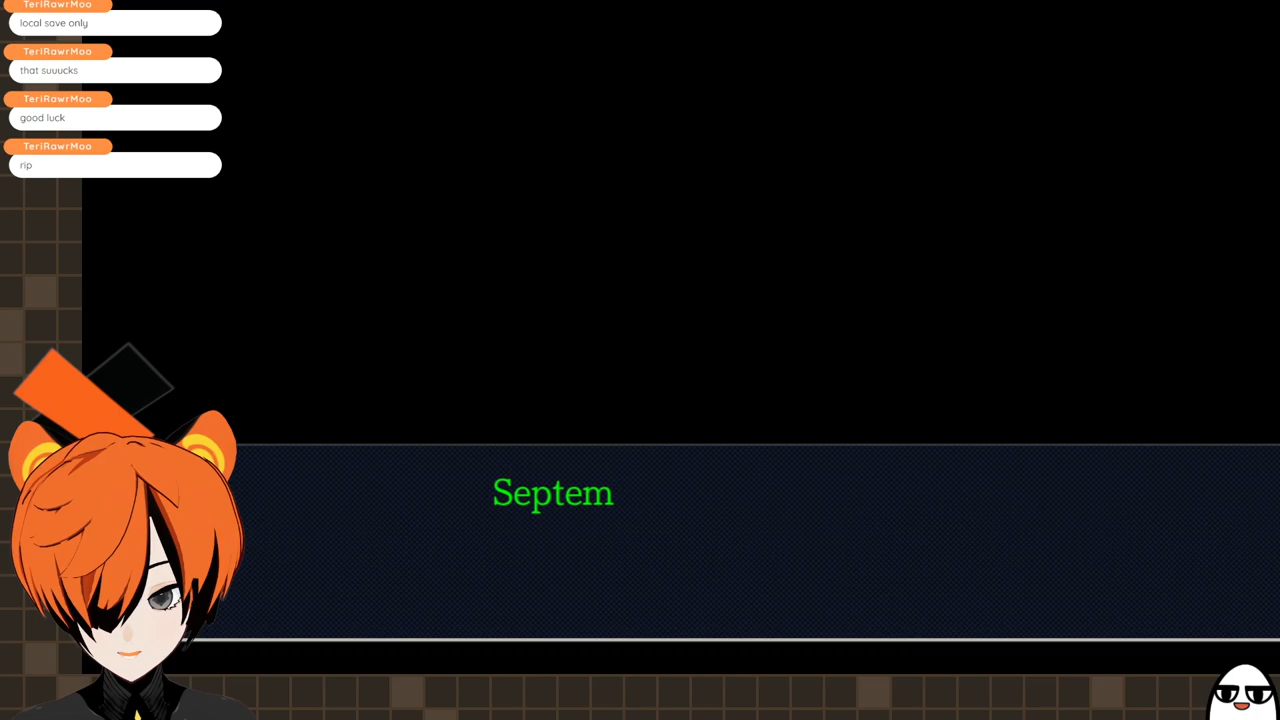 TeriRawrMoo
local save only
TeriRawrMoo
that suuucks
TeriRawrMoo
good luck
TeriRawrMoo
rip
Septem